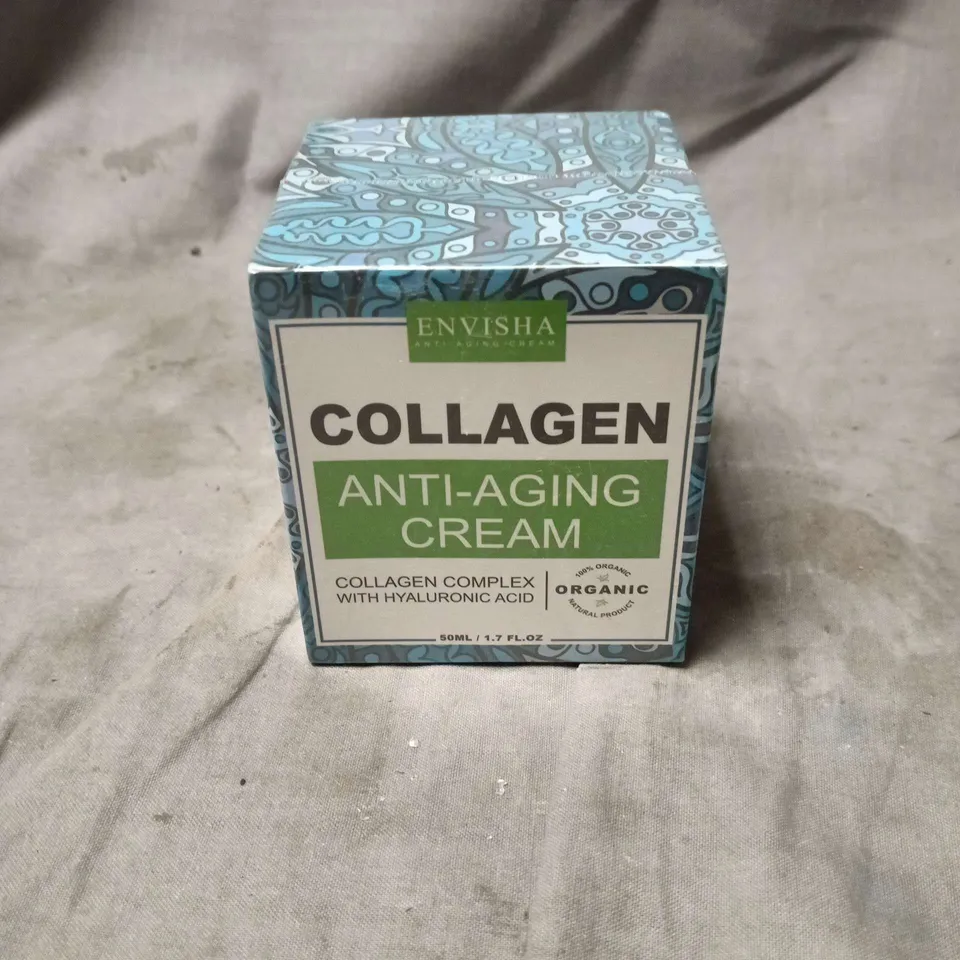 ENVISHA
ANTI-AGING CREAM
COLLAGEN
ANTI-AGING
CREAM
COLLAGEN COMPLEX
WITH HYALURONIC ACID
100% ORGANIC
ORGANIC
NATURAL PRODUCT
50ML / 1.7 FL.OZ